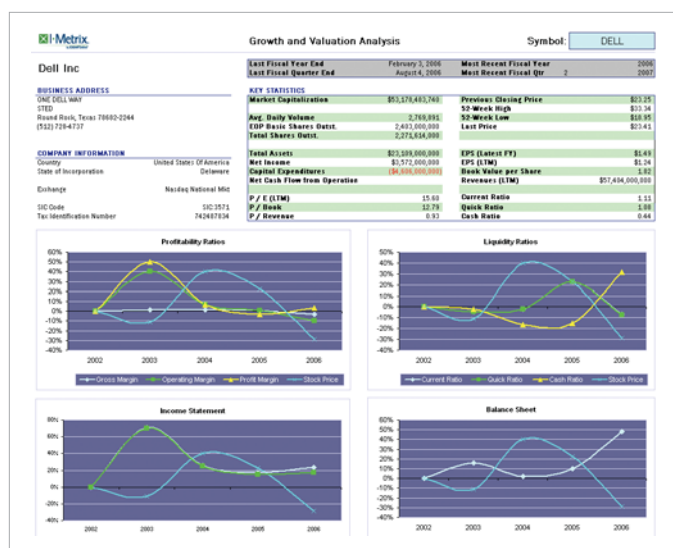 I-Metrix
Growth and Valuation Analysis
Symbol: DELL
Dell Inc
Last Fiscal Year End February 3, 2006 Most Recent Fiscal Year 2006
Last Fiscal Quarter End August 4, 2006 Most Recent Fiscal Qtr 2 2007
BUSINESS ADDRESS
ONE DELL WAY
STED
Round Rock, Texas 78682-2244
(512) 728-4737
COMPANY INFORMATION
Country United States Of America
State of Incorporation Delaware
Exchange Nasdaq National Mkt
SIC Code SIC 3571
Tax Identification Number 742487834
KEY STATISTICS
Market Capitalization $53,178,483,740 Previous Closing Price $23.25
52-Week High $33.34
Avg. Daily Volume 2,769,891 52-Week Low $18.95
EOP Basic Shares Outst. 2,483,000,000 Last Price $23.41
Total Shares Outst. 2,271,614,000
Total Assets $23,109,000,000 EPS (Latest FY) $1.49
Net Income $3,572,000,000 EPS (LTM) $1.24
Capital Expenditures Book Value per Share 1.82
Net Cash Flow from Operation Revenues (LTM) $57,404,000,000
P / E (LTM) 15.60 Current Ratio 1.11
P / Book 12.79 Quick Ratio 1.08
P / Revenue 0.93 Cash Ratio 0.44
Profitability Ratios
60%
50%
40%
30%
20%
10%
0%
-10%
-20%
-30%
-40%
2002 2003 2004 2005 2006
Gross Margin Operating Margin Profit Margin Stock Price
Liquidity Ratios
50%
40%
30%
20%
10%
0%
-10%
-20%
-30%
-40%
2002 2003 2004 2005 2006
Current Ratio Quick Ratio Cash Ratio Stock Price
Income Statement
80%
60%
40%
20%
0%
-20%
-40%
2002 2003 2004 2005 2006
Balance Sheet
60%
50%
40%
30%
20%
10%
0%
-10%
-20%
-30%
-40%
2002 2003 2004 2005 2006